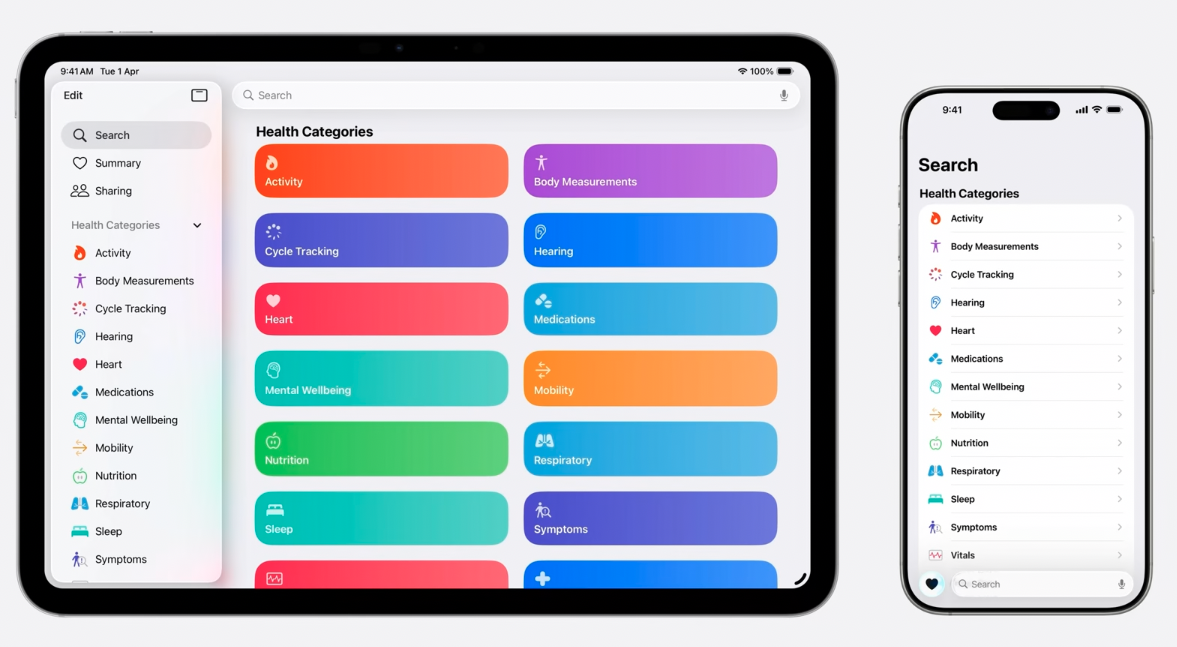 9:41 AM Tue 1 Apr
100%
Edit
Search
Summary
Sharing
Health Categories
Activity
Body Measurements
Cycle Tracking
Hearing
Heart
Medications
Mental Wellbeing
Mobility
Nutrition
Respiratory
Sleep
Symptoms
Search
Health Categories
Activity
Body Measurements
Cycle Tracking
Hearing
Heart
Medications
Mental Wellbeing
Mobility
Nutrition
Respiratory
Sleep
Symptoms
9:41
Search
Health Categories
Activity
Body Measurements
Cycle Tracking
Hearing
Heart
Medications
Mental Wellbeing
Mobility
Nutrition
Respiratory
Sleep
Symptoms
Vitals
Search